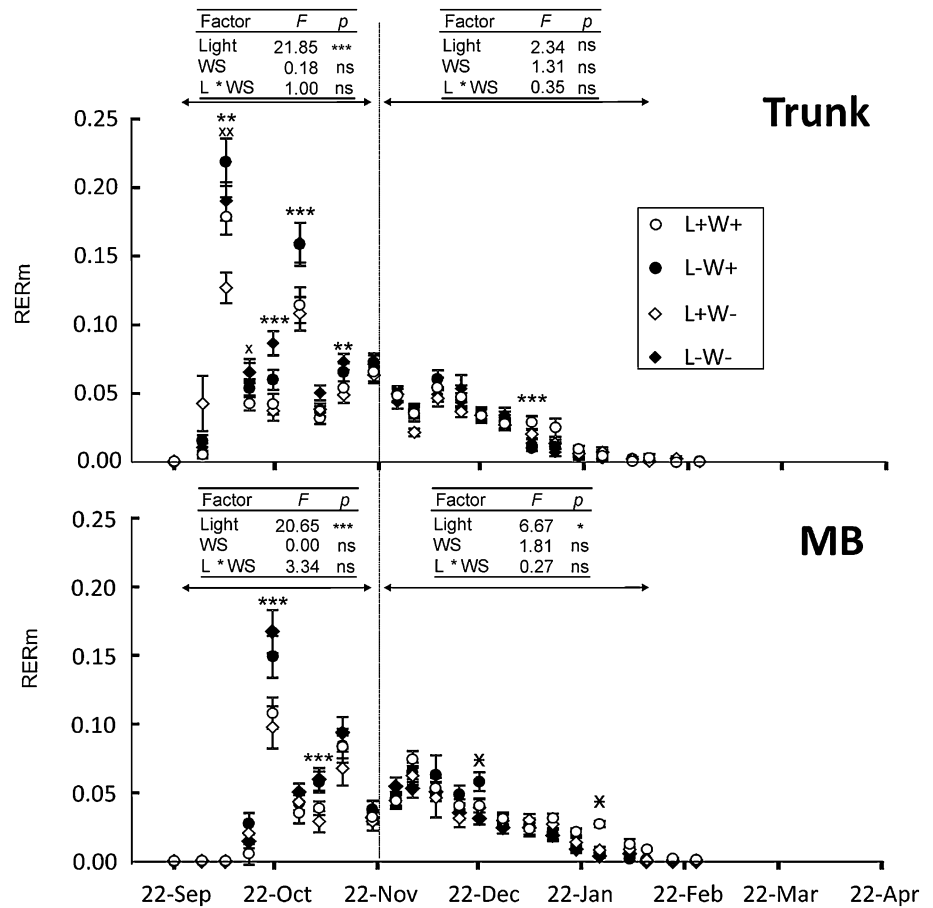 Factor F p
Light 21.85 ***
WS 0.18 ns
L * WS 1.00 ns
Factor F p
Light 2.34 ns
WS 1.31 ns
L * WS 0.35 ns
Trunk
0.25
0.20
0.15
0.10
0.05
0.00
RERm
**
xx
***
x
***
**
***
L+W+
L-W+
L+W-
L-W-
Factor F p
Light 20.65 ***
WS 0.00 ns
L * WS 3.34 ns
Factor F p
Light 6.67 *
WS 1.81 ns
L * WS 0.27 ns
MB
0.25
0.20
0.15
0.10
0.05
0.00
RERm
***
***
22-Sep 22-Oct 22-Nov 22-Dec 22-Jan 22-Feb 22-Mar 22-Apr